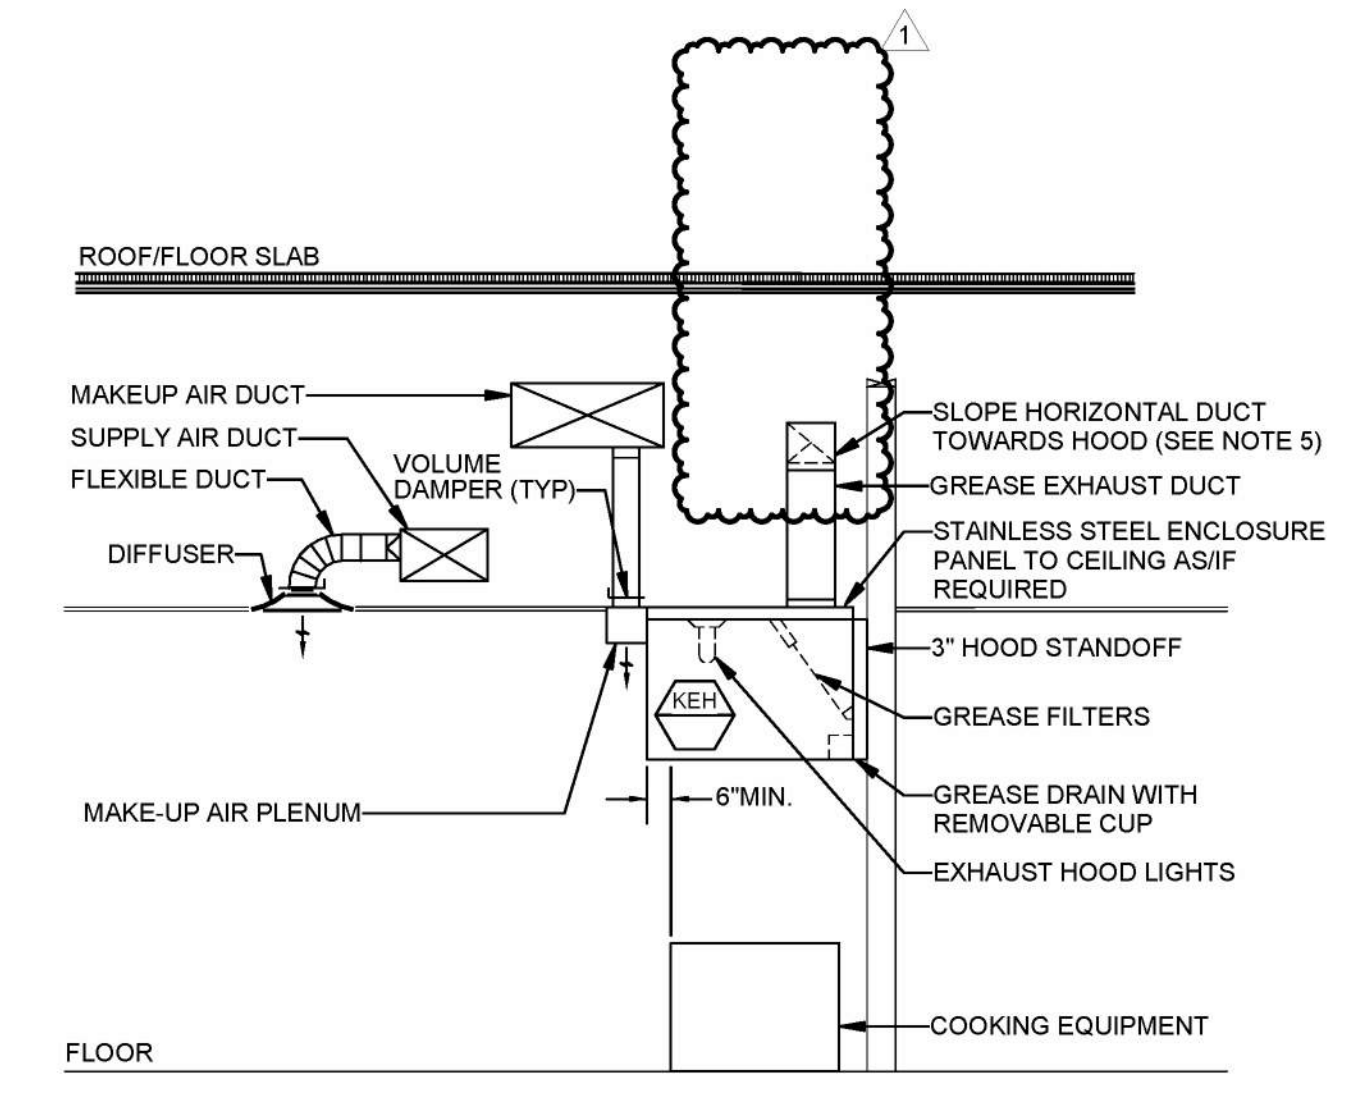 1
ROOF/FLOOR SLAB
MAKEUP AIR DUCT
SUPPLY AIR DUCT
FLEXIBLE DUCT
DIFFUSER
VOLUME
DAMPER (TYP)
SLOPE HORIZONTAL DUCT
TOWARDS HOOD (SEE NOTE 5)
GREASE EXHAUST DUCT
STAINLESS STEEL ENCLOSURE
PANEL TO CEILING AS/IF
REQUIRED
3" HOOD STANDOFF
KEH
GREASE FILTERS
6"MIN.
MAKE-UP AIR PLENUM
GREASE DRAIN WITH
REMOVABLE CUP
EXHAUST HOOD LIGHTS
COOKING EQUIPMENT
FLOOR